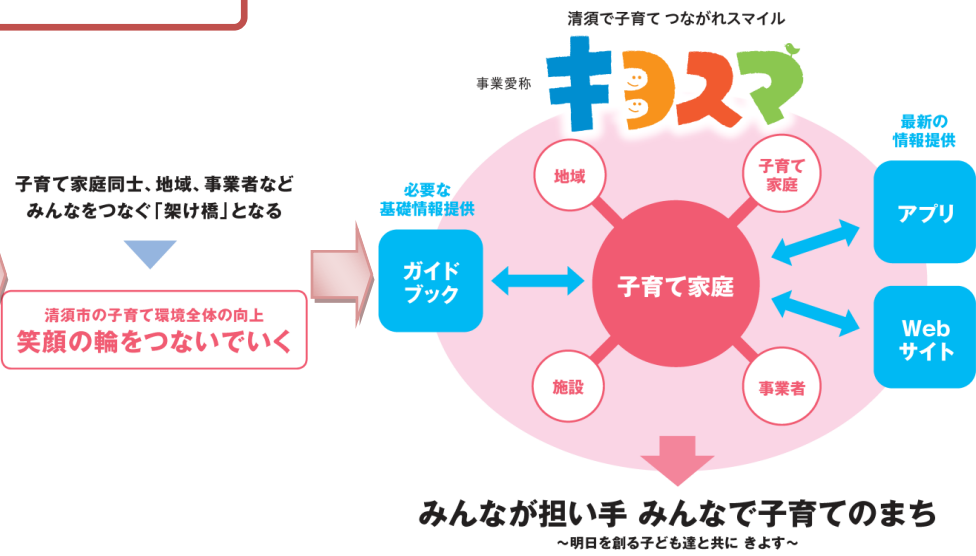 清須で子育て つながれスマイル
事業愛称
キヨスマ
子育て家庭同士、地域、事業者など
みんなをつなぐ「架け橋」となる
清須市の子育て環境全体の向上
笑顔の輪をつないでいく
必要な
基礎情報提供
ガイド
ブック
地域
子育て
家庭
子育て家庭
施設
事業者
最新の
情報提供
アプリ
Web
サイト
みんなが担い手 みんなで子育てのまち
～明日を創る子ども達と共に きよす～